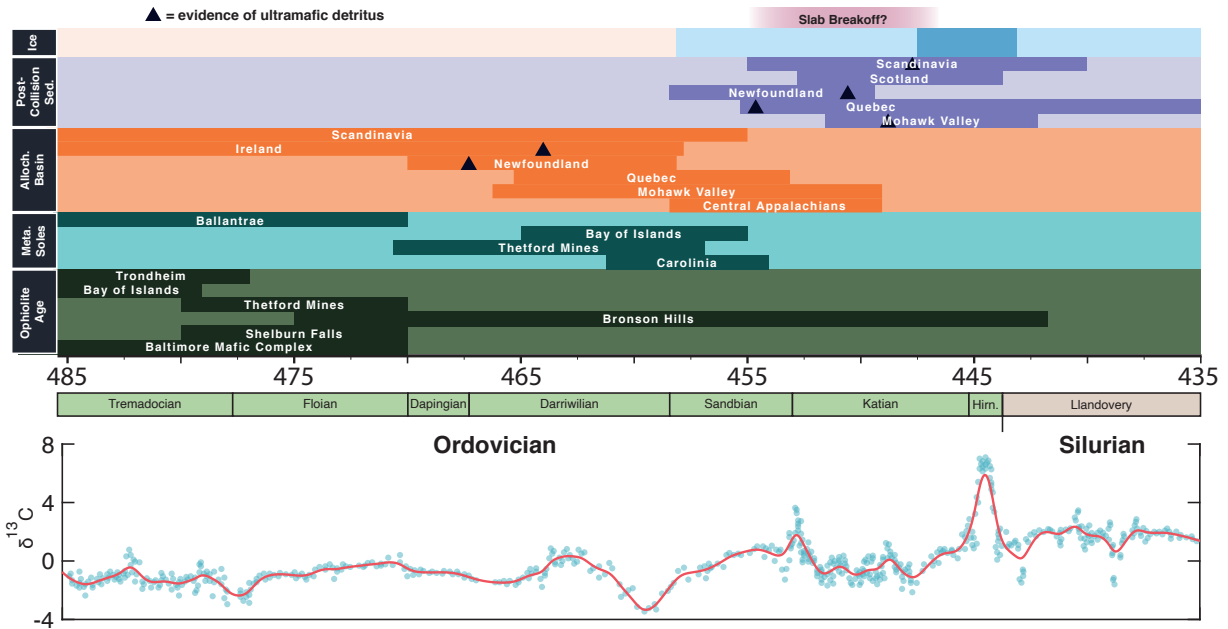 = evidence of ultramafic detritus
Slab Breakoff?
Ice
Post-
Collision
Sed.
Scandinavia
Scotland
Newfoundland
Quebec
Mohawk Valley
Alloch.
Basin
Scandinavia
Ireland
Newfoundland
Quebec
Mohawk Valley
Central Appalachians
Meta.
Soles
Ballantrae
Bay of Islands
Thetford Mines
Carolinia
Ophiolite
Age
Trondheim
Bay of Islands
Thetford Mines
Bronson Hills
Shelburn Falls
Baltimore Mafic Complex
485 475 465 455 445 435
Tremadocian Floian Dapingian Darriwilian Sandbian Katian Hirn. Llandovery
Ordovician Silurian
δ13C
8
4
0
-4